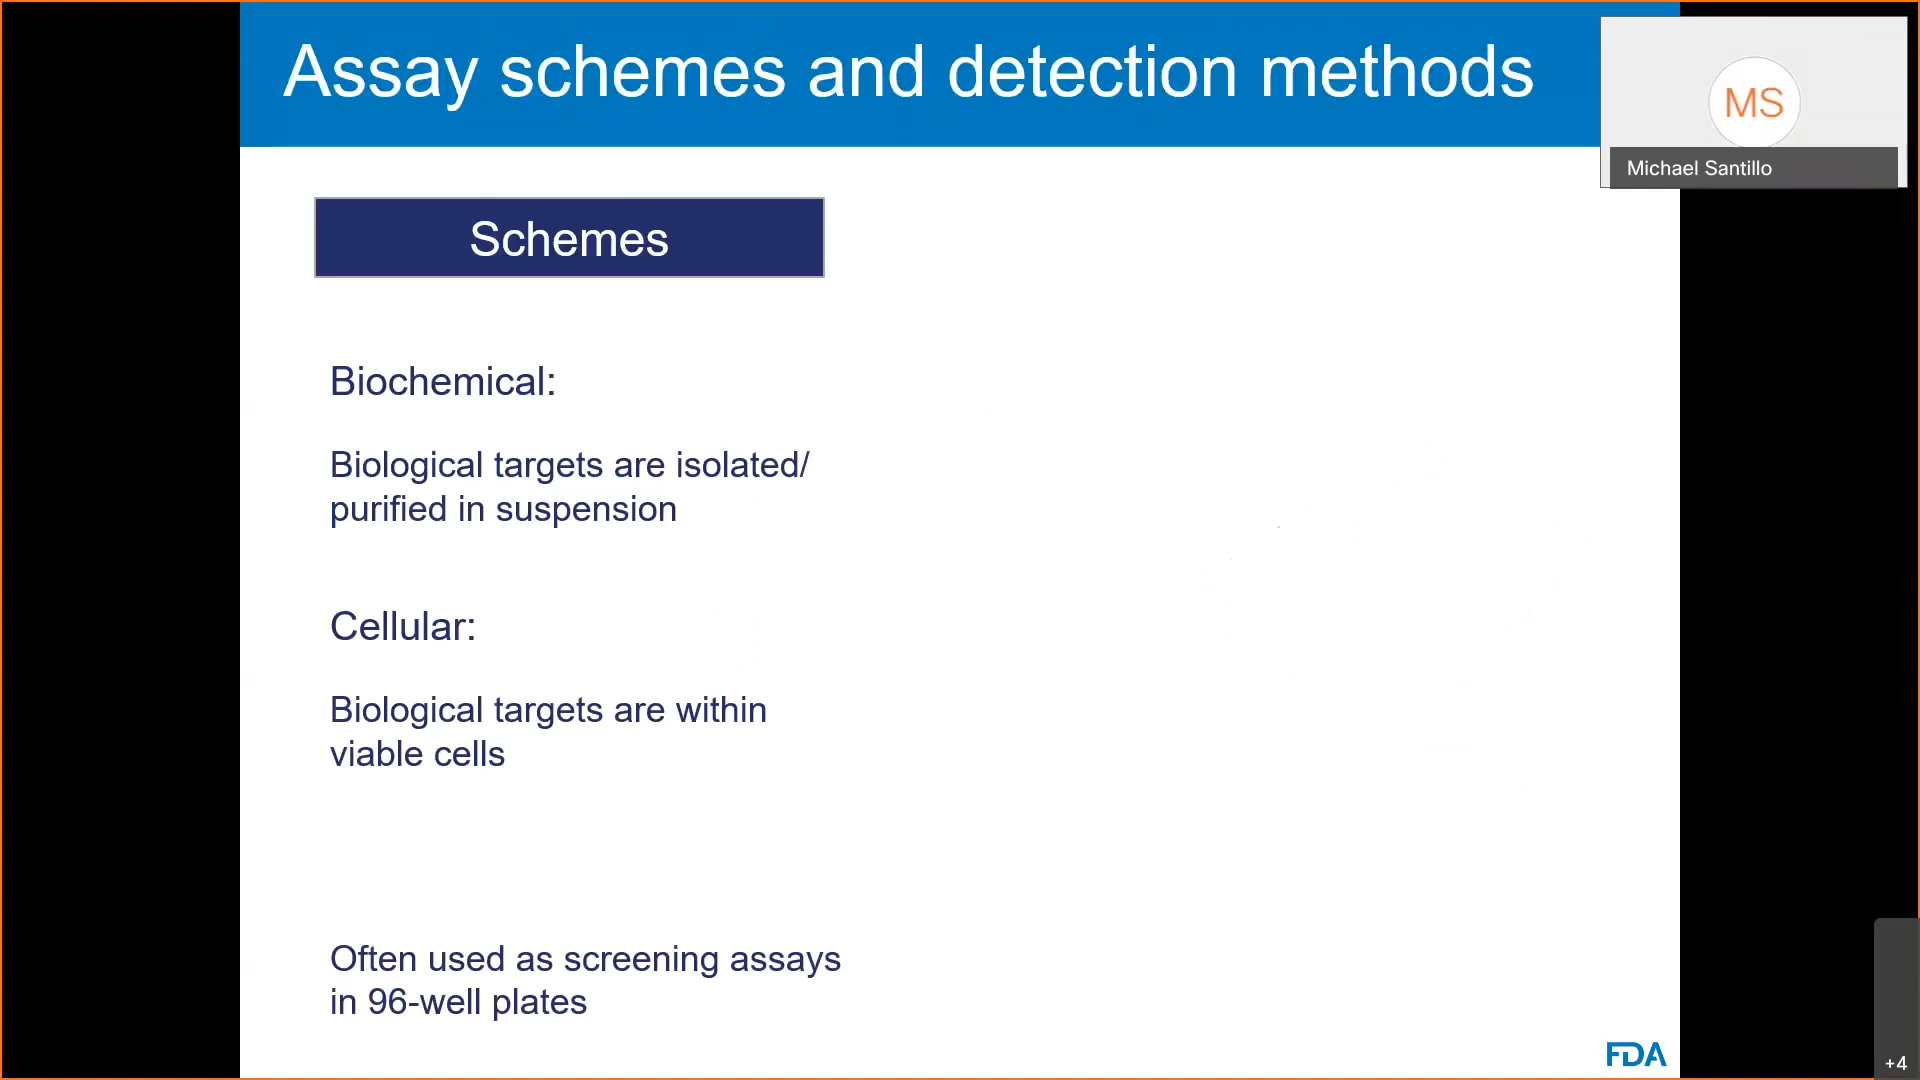 Assay schemes and detection methods
MS
Michael Santillo
Schemes
Biochemical:
Biological targets are isolated/
purified in suspension
Cellular:
Biological targets are within
viable cells
Often used as screening assays
in 96-well plates
FDA
+4